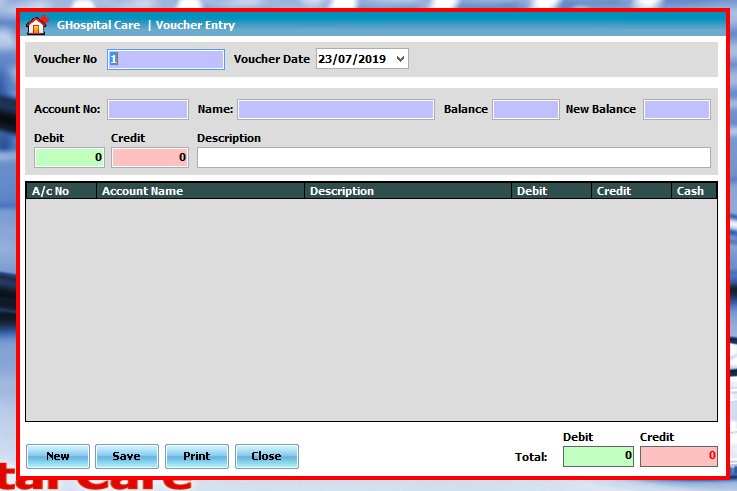 GHospital Care | Voucher Entry
Voucher No 1 Voucher Date 23/07/2019
Account No: Name: Balance New Balance
Debit Credit Description
0 0
A/c No Account Name Description Debit Credit Cash
Debit Credit
New Save Print Close Total: 0 0
tal Care